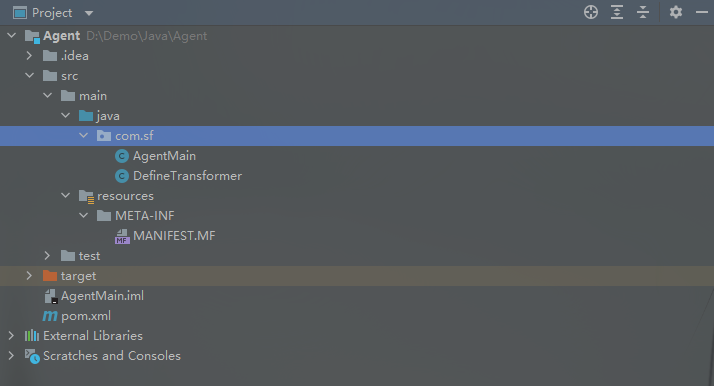 Project
Agent D:\Demo\Java\Agent
.idea
src
main
java
com.sf
AgentMain
DefineTransformer
resources
META-INF
MANIFEST.MF
test
target
AgentMain.iml
pom.xml
External Libraries
Scratches and Consoles